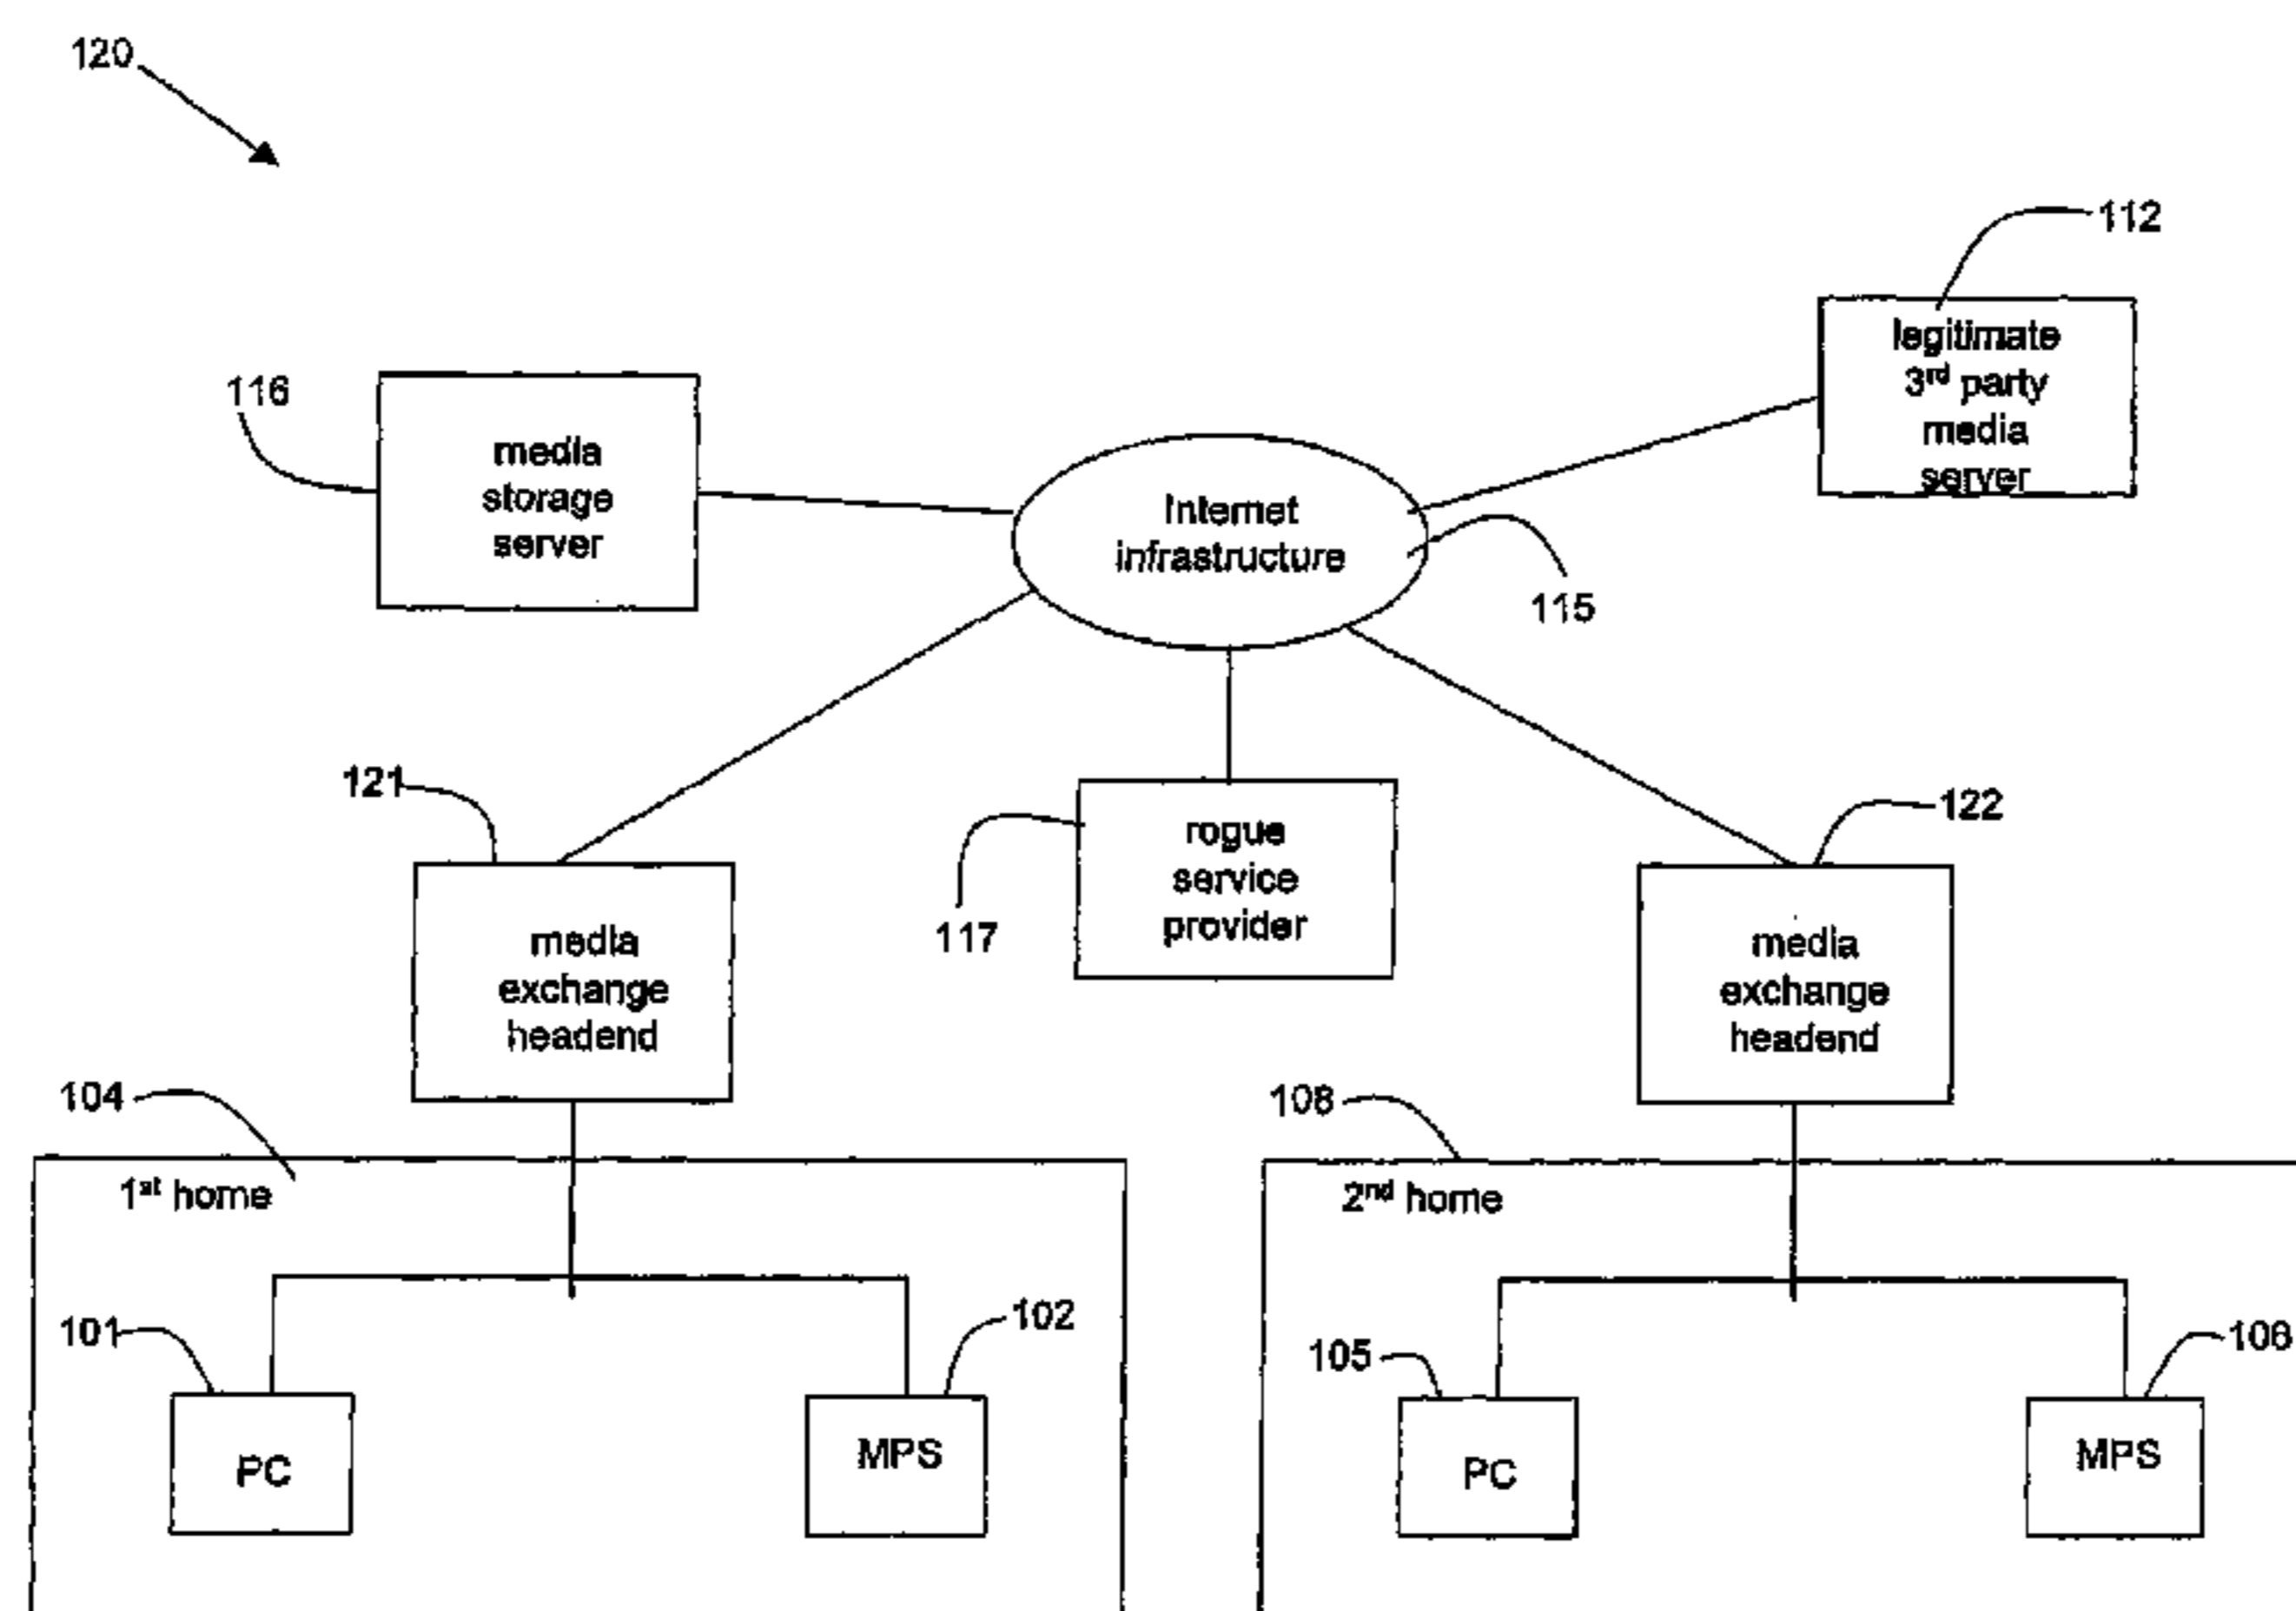 120
112
legitimate
3rd party
media
server
116
media
storage
server
Internet
infrastructure
115
121
media
exchange
headend
117
rogue
service
provider
122
media
exchange
headend
104
1st home
108
2nd home
101
PC
102
MPS
105
PC
106
MPS